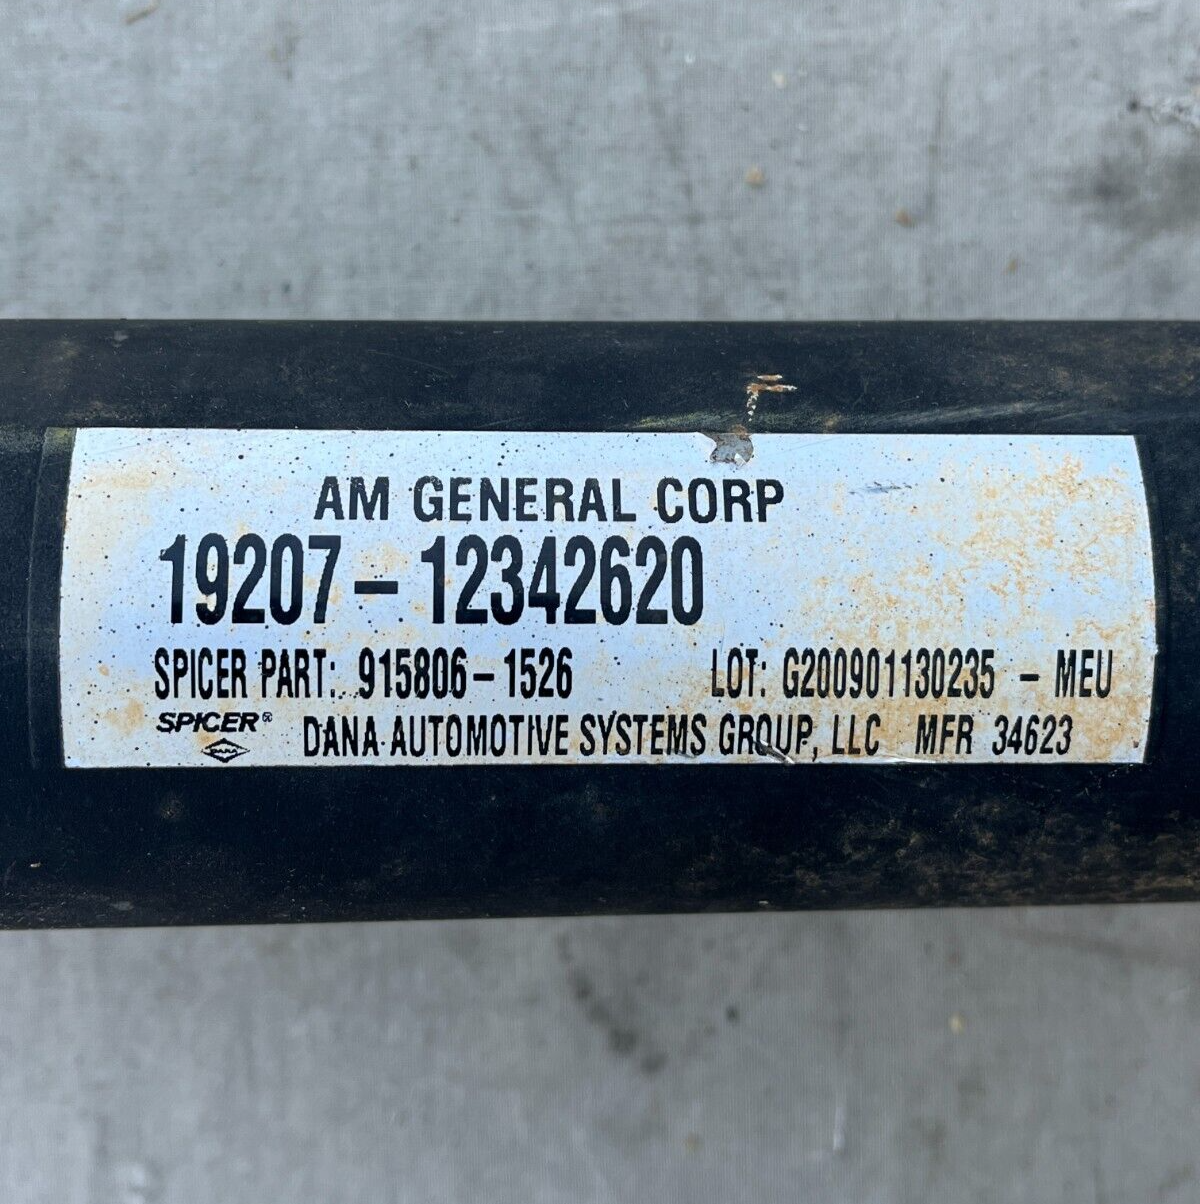 AM GENERAL CORP
19207-12342620
SPICER PART: 915806-1526 LOT: G200901130235 - MEU
SPICER® DANA AUTOMOTIVE SYSTEMS GROUP, LLC MFR 34623
DANA